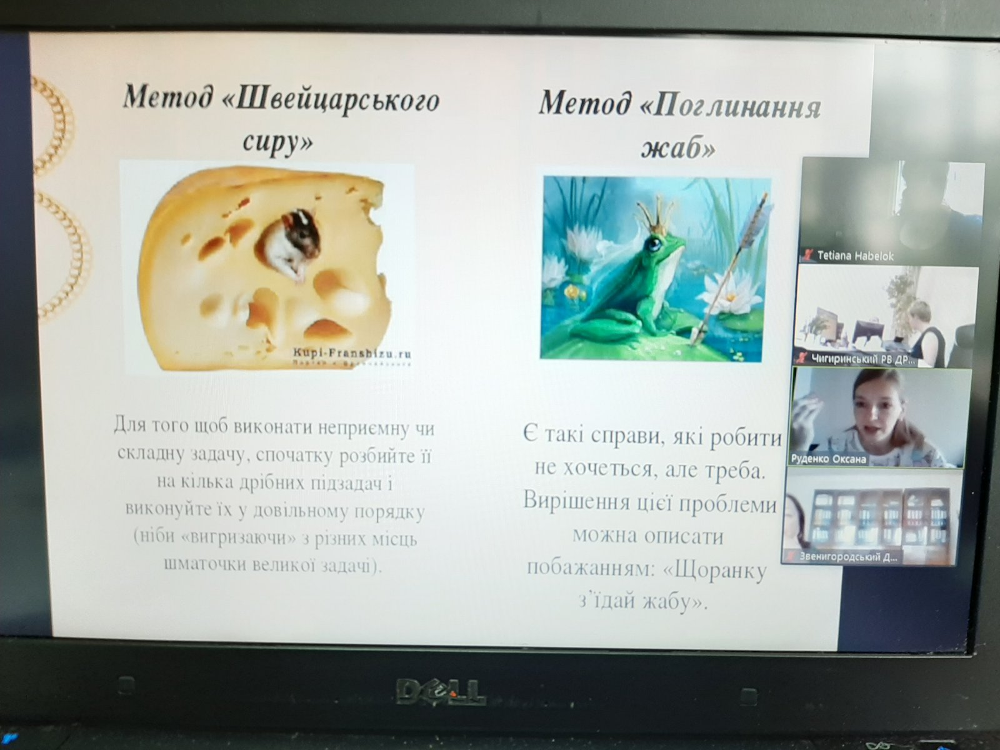 Метод «Швейцарського
сиру»
Kupi-Franshizu.ru
Для того щоб виконати неприємну чи
складну задачу, спочатку розбийте її
на кілька дрібних підзадач і
виконуйте їх у довільному порядку
(ніби «вигризаючи» з різних місць
шматочки великої задачі).
Метод «Поглинання
жаб»
Є такі справи, які робити
не хочеться, але треба.
Вирішення цієї проблеми
можна описати
побажанням: «Щоранку
з’їдай жабу».
Tetiana Habelok
Чигиринський РВ ДР...
Руденко Оксана
Звенигородський Д...
DELL